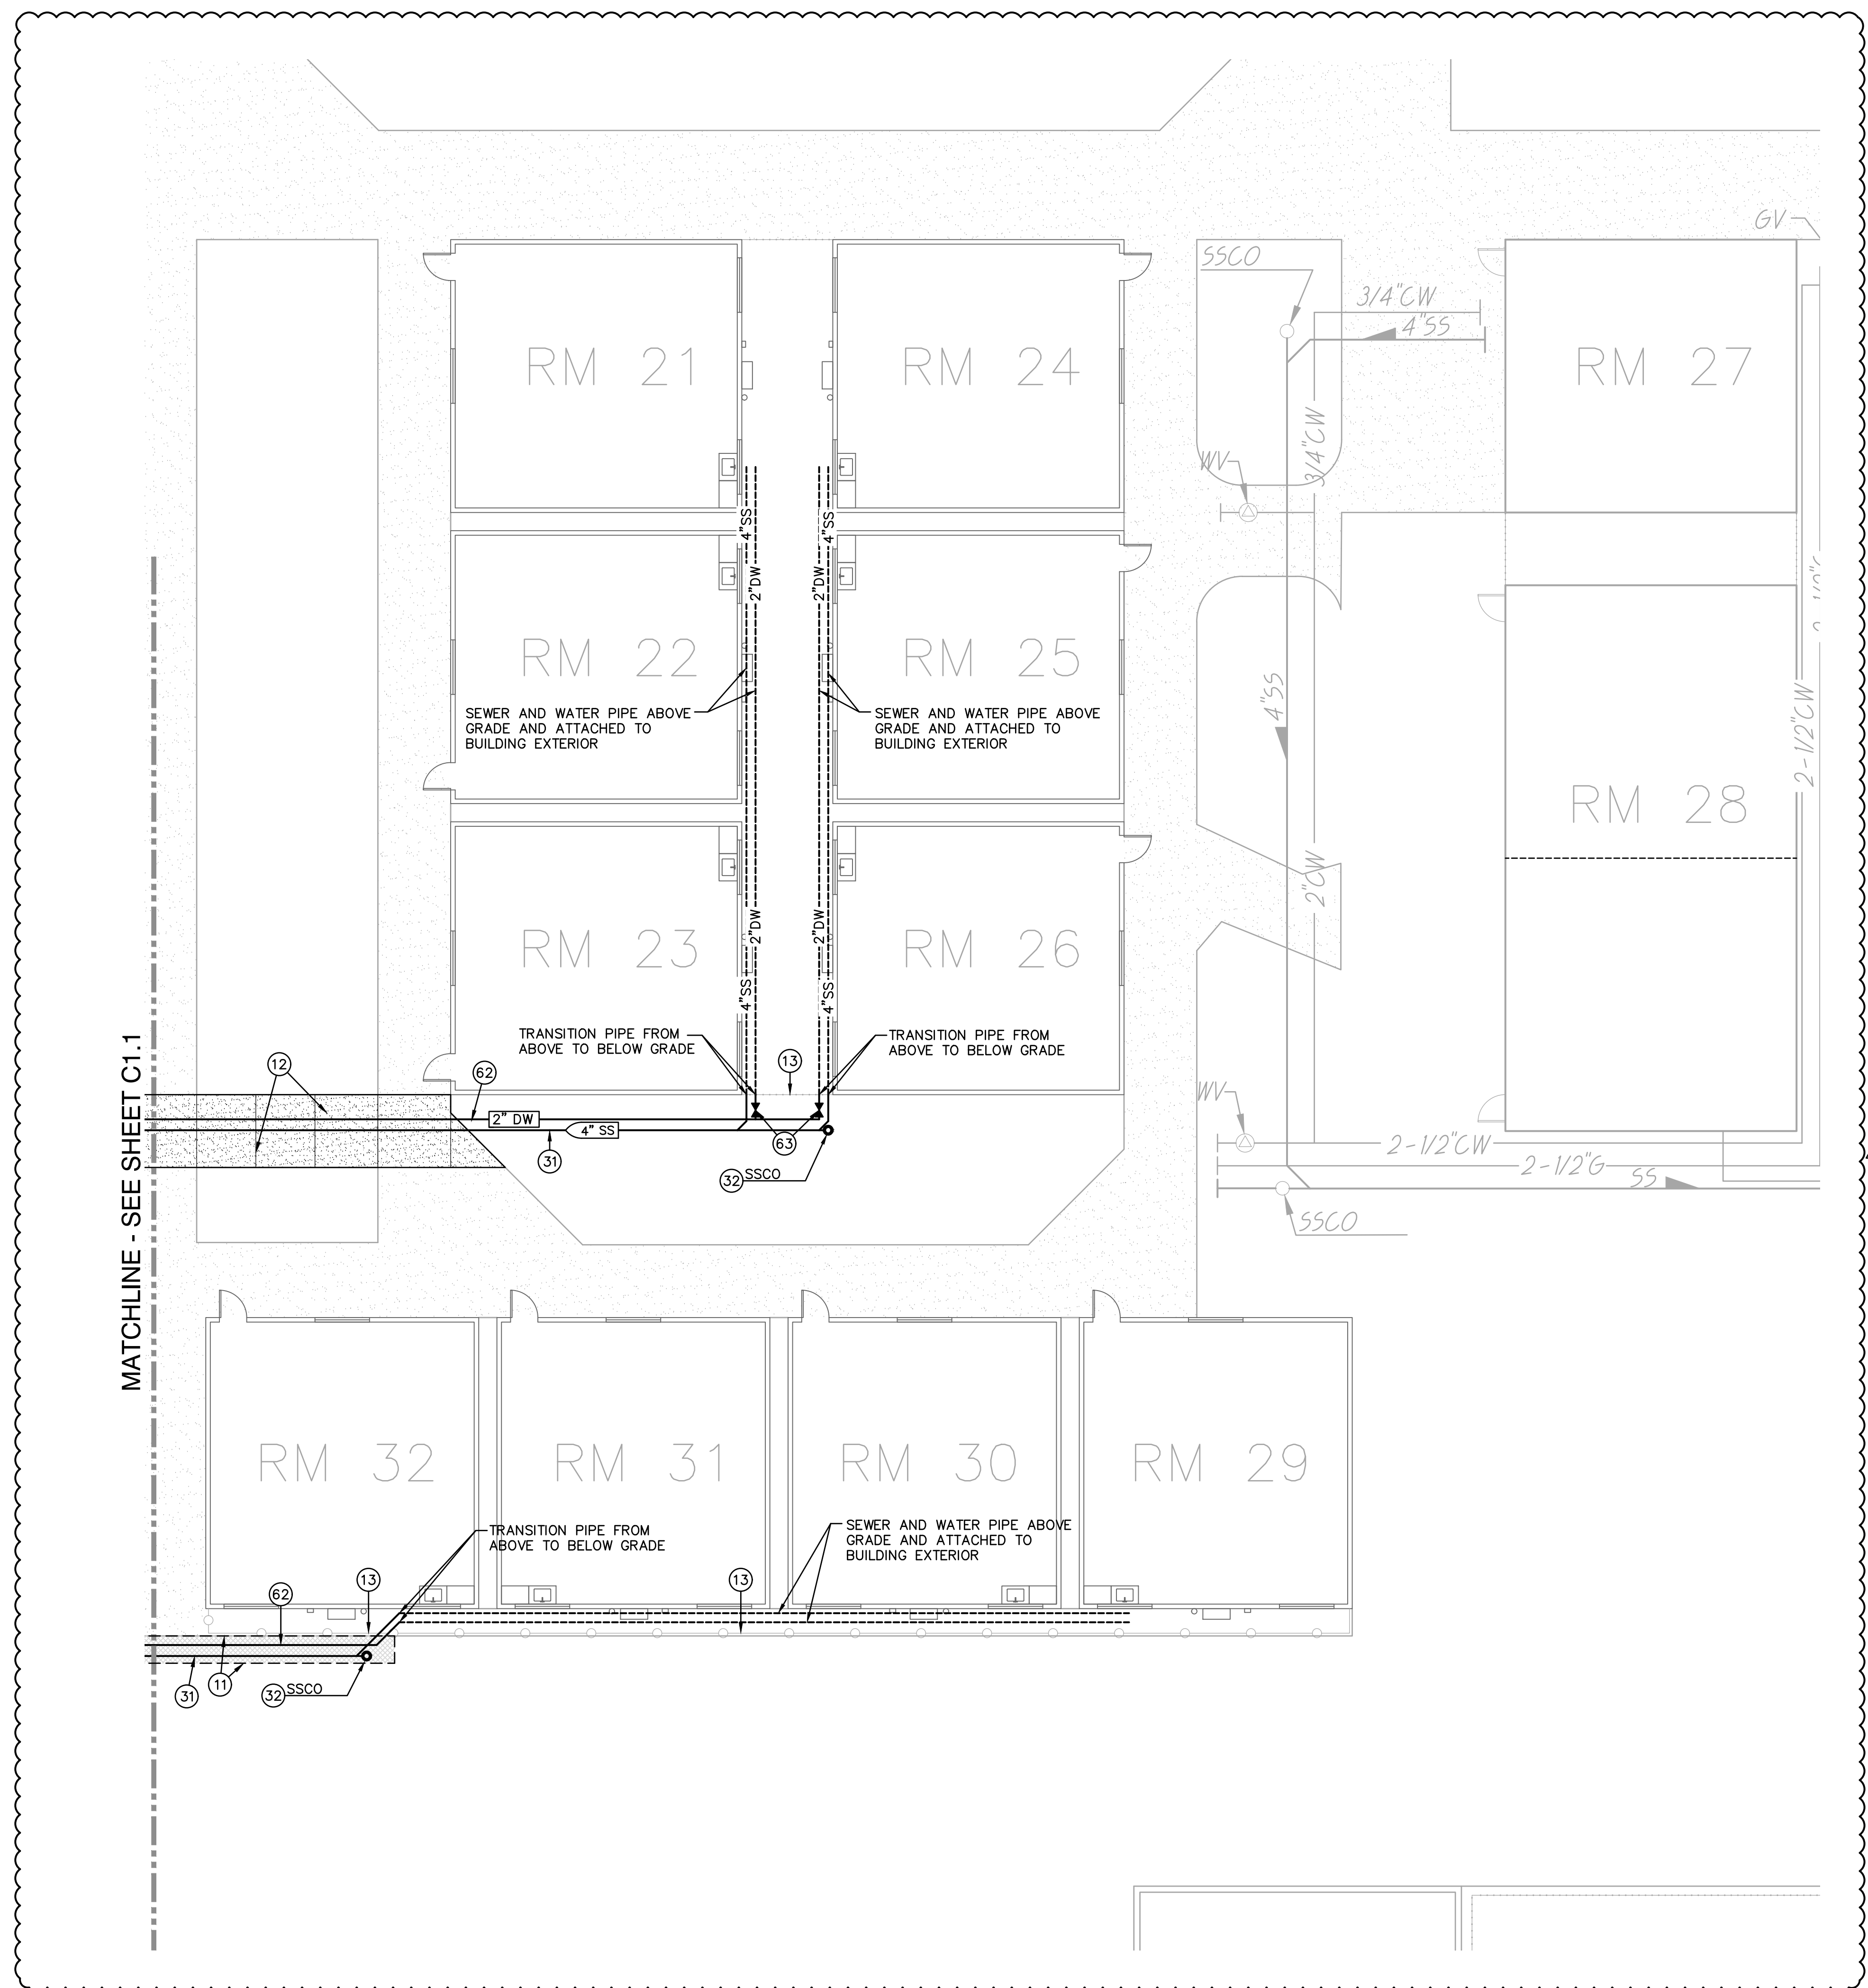 GV
SSCO
3/4"CW
4"SS
RM 21
RM 24
RM 27
3/4"CW
WV
4"SS
4"SS
2"DW
2"DW
RM 22
RM 25
4"SS
2-1/2"CW
SEWER AND WATER PIPE ABOVE
GRADE AND ATTACHED TO
BUILDING EXTERIOR
SEWER AND WATER PIPE ABOVE
GRADE AND ATTACHED TO
BUILDING EXTERIOR
RM 28
2"CW
2"DW
2"DW
RM 23
RM 26
4"SS
4"SS
TRANSITION PIPE FROM
ABOVE TO BELOW GRADE
TRANSITION PIPE FROM
ABOVE TO BELOW GRADE
13
12
62
MATCHLINE - SEE SHEET C1.1
WV
2" DW
4" SS
63
31
32 SSCO
2-1/2"CW
2-1/2"G
SS
SSCO
RM 32
RM 31
RM 30
RM 29
TRANSITION PIPE FROM
ABOVE TO BELOW GRADE
SEWER AND WATER PIPE ABOVE
GRADE AND ATTACHED TO
BUILDING EXTERIOR
62
13
13
31
11
32 SSCO